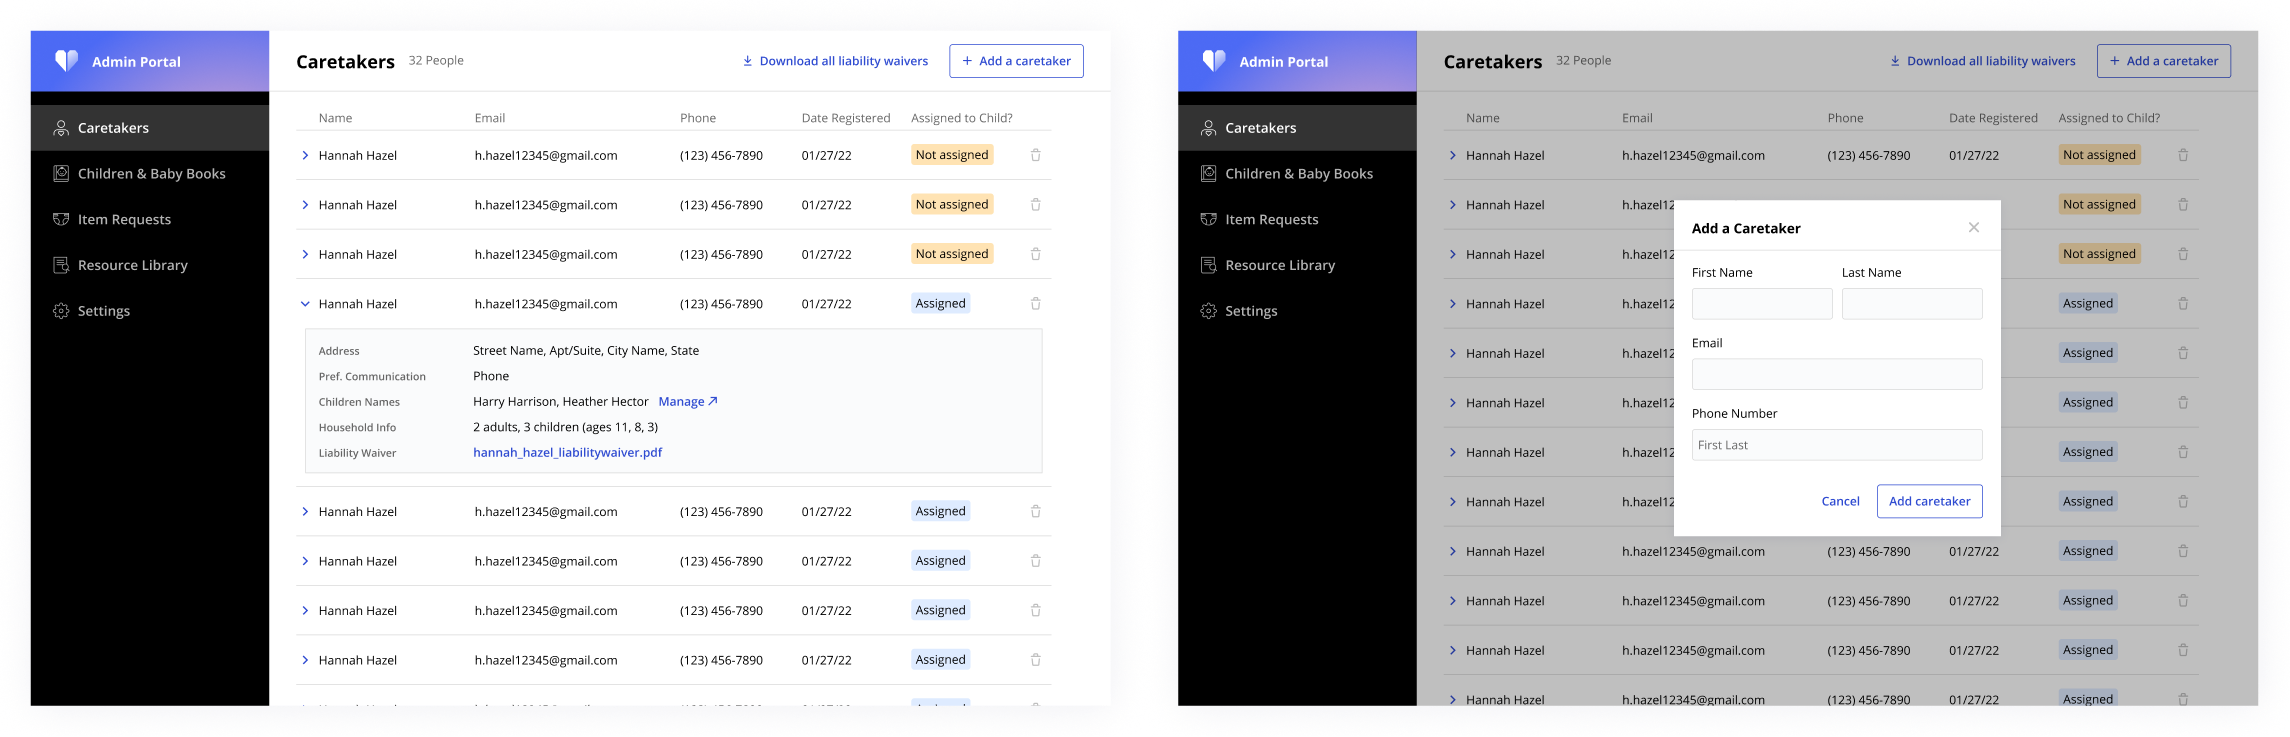 Admin Portal
Caretakers
Children & Baby Books
Item Requests
Resource Library
Settings
Caretakers 32 People Download all liability waivers + Add a caretaker
Name Email Phone Date Registered Assigned to Child?
Hannah Hazel h.hazel12345@gmail.com (123) 456-7890 01/27/22 Not assigned
Hannah Hazel h.hazel12345@gmail.com (123) 456-7890 01/27/22 Not assigned
Hannah Hazel h.hazel12345@gmail.com (123) 456-7890 01/27/22 Not assigned
Hannah Hazel h.hazel12345@gmail.com (123) 456-7890 01/27/22 Assigned
Address Street Name, Apt/Suite, City Name, State
Pref. Communication Phone
Children Names Harry Harrison, Heather Hector Manage
Household Info 2 adults, 3 children (ages 11, 8, 3)
Liability Waiver hannah_hazel_liabilitywaiver.pdf
Hannah Hazel h.hazel12345@gmail.com (123) 456-7890 01/27/22 Assigned
Hannah Hazel h.hazel12345@gmail.com (123) 456-7890 01/27/22 Assigned
Hannah Hazel h.hazel12345@gmail.com (123) 456-7890 01/27/22 Assigned
Hannah Hazel h.hazel12345@gmail.com (123) 456-7890 01/27/22 Assigned
Admin Portal
Caretakers
Children & Baby Books
Item Requests
Resource Library
Settings
Caretakers 32 People Download all liability waivers + Add a caretaker
Name Email Phone Date Registered Assigned to Child?
Hannah Hazel h.hazel12345@gmail.com (123) 456-7890 01/27/22 Not assigned
Hannah Hazel h.hazel12 Not assigned
Hannah Hazel h.hazel12 Not assigned
Hannah Hazel h.hazel12 Assigned
Hannah Hazel h.hazel12 Assigned
Hannah Hazel h.hazel12 Assigned
Hannah Hazel h.hazel12 Assigned
Hannah Hazel h.hazel12 Assigned
Hannah Hazel h.hazel12345@gmail.com (123) 456-7890 01/27/22 Assigned
Hannah Hazel h.hazel12345@gmail.com (123) 456-7890 01/27/22 Assigned
Hannah Hazel h.hazel12345@gmail.com (123) 456-7890 01/27/22 Assigned
Hannah Hazel h.hazel12345@gmail.com (123) 456-7890 01/27/22 Assigned
Add a Caretaker
First Name Last Name
Email
Phone Number
First Last
Cancel Add caretaker